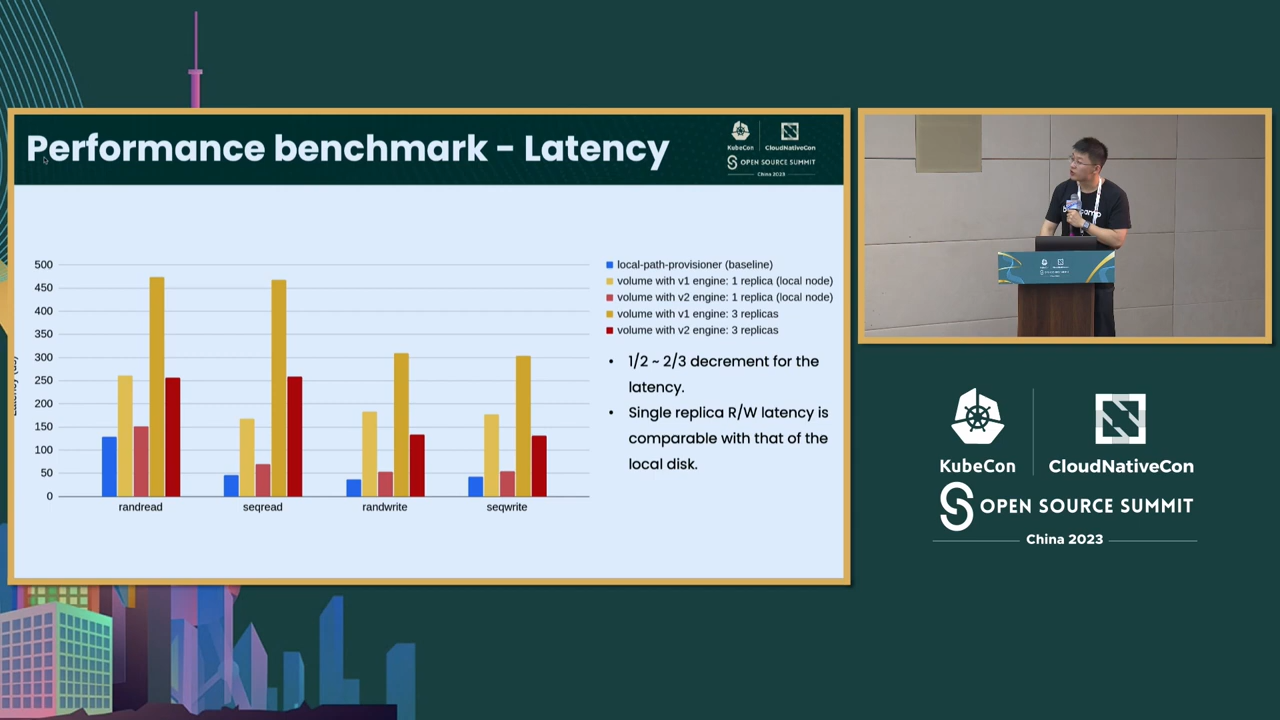 Performance benchmark - Latency
KubeCon
CloudNativeCon
OPEN SOURCE SUMMIT
China 2023
500
450
400
350
300
250
200
150
100
50
0
randread
seqread
randwrite
seqwrite
local-path-provisioner (baseline)
volume with v1 engine: 1 replica (local node)
volume with v2 engine: 1 replica (local node)
volume with v1 engine: 3 replicas
volume with v2 engine: 3 replicas
• 1/2 ~ 2/3 decrement for the
latency.
• Single replica R/W latency is
comparable with that of the
local disk.
KubeCon
CloudNativeCon
OPEN SOURCE SUMMIT
China 2023